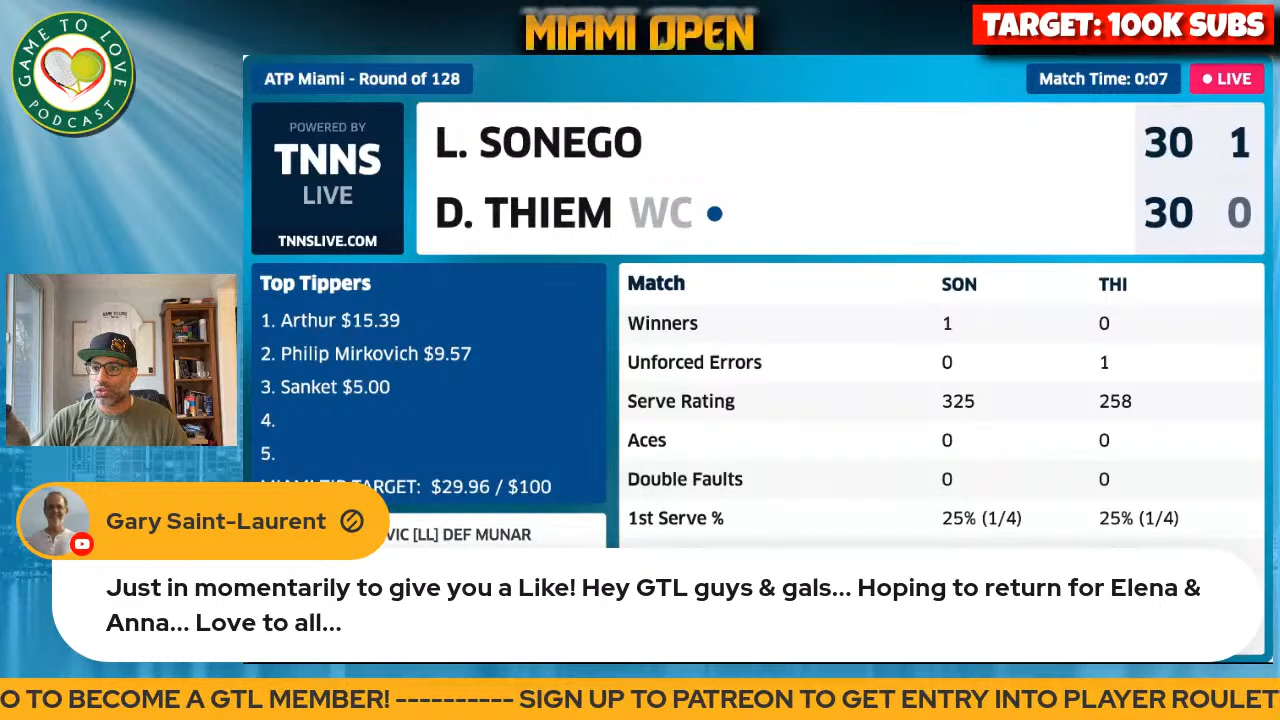 GAME TO LOVE
PODCAST
MIAMI OPEN
TARGET: 100K SUBS
ATP Miami - Round of 128
Match Time: 0:07
LIVE
POWERED BY
TNNS
LIVE
TNNSLIVE.COM
L. SONEGO 30 1
D. THIEM WC 30 0
Top Tippers
1. Arthur $15.39
2. Philip Mirkovich $9.57
3. Sanket $5.00
4.
5.
TARGET: $29.96 / $100
[LL] DEF MUNAR
Match SON THI
Winners 1 0
Unforced Errors 0 1
Serve Rating 325 258
Aces 0 0
Double Faults 0 0
1st Serve % 25% (1/4) 25% (1/4)
Gary Saint-Laurent
Just in momentarily to give you a Like! Hey GTL guys & gals... Hoping to return for Elena &
Anna... Love to all...
O TO BECOME A GTL MEMBER! ---------- SIGN UP TO PATREON TO GET ENTRY INTO PLAYER ROULET